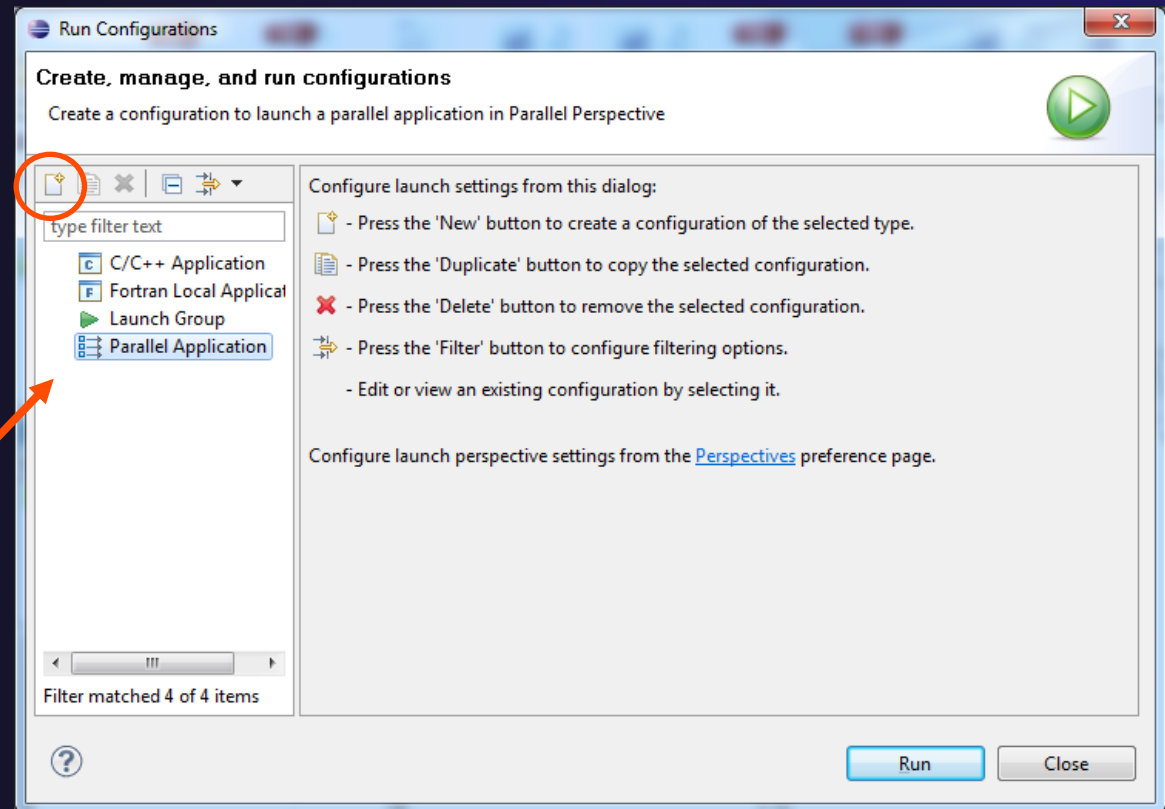 Run Configurations
X
Create, manage, and run configurations
Create a configuration to launch a parallel application in Parallel Perspective
type filter text
C C/C++ Application
F Fortran Local Applicat
Launch Group
Parallel Application
Filter matched 4 of 4 items
Configure launch settings from this dialog:
- Press the 'New' button to create a configuration of the selected type.
- Press the 'Duplicate' button to copy the selected configuration.
- Press the 'Delete' button to remove the selected configuration.
- Press the 'Filter' button to configure filtering options.
- Edit or view an existing configuration by selecting it.
Configure launch perspective settings from the Perspectives preference page.
?
Run
Close